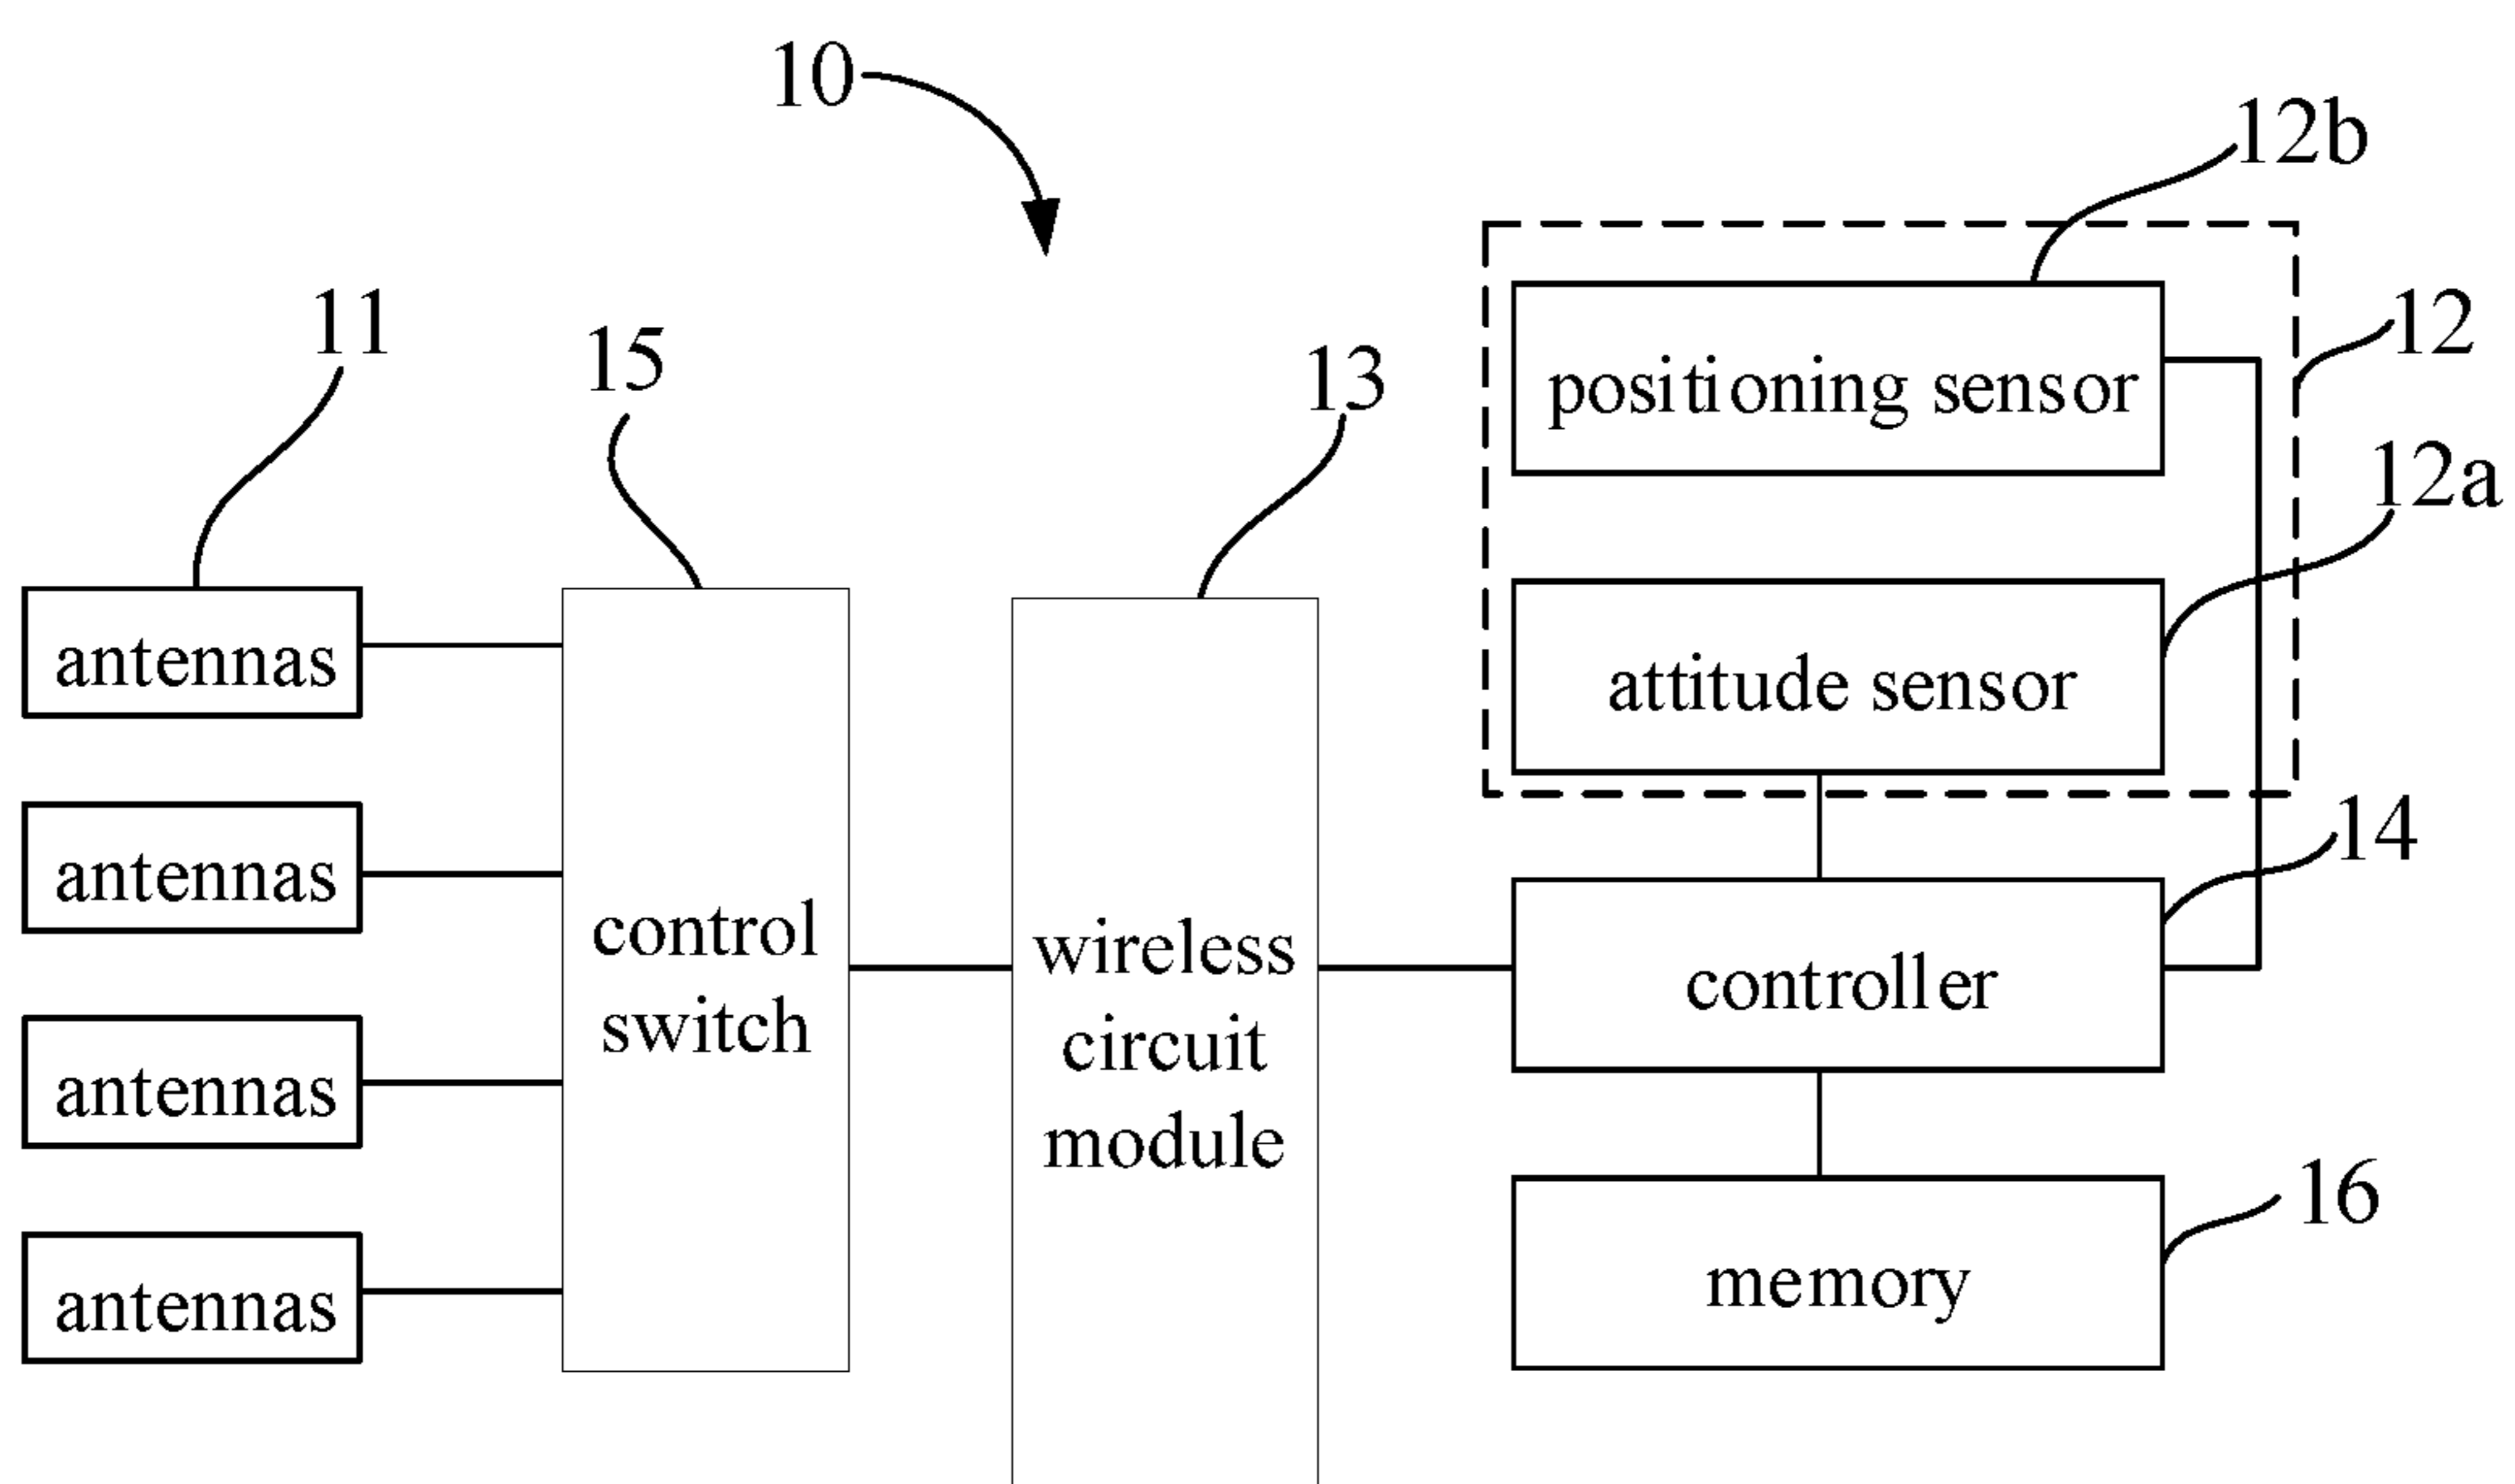 10
12b
11
15
13
12
positioning sensor
12a
antennas
attitude sensor
14
antennas
control
switch
wireless
circuit
module
controller
antennas
16
antennas
memory